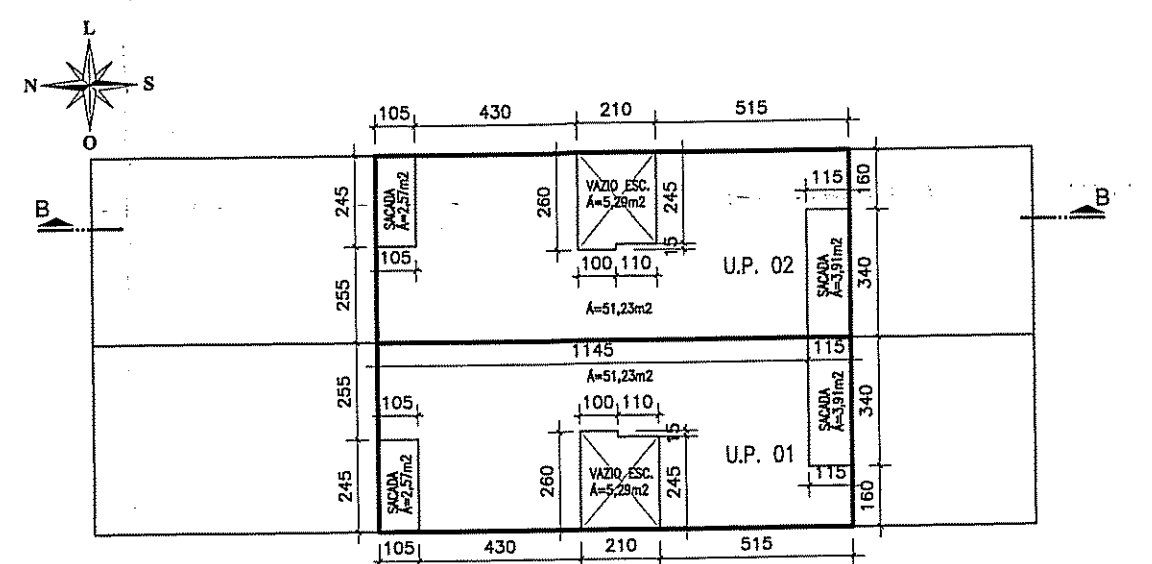 L
N S
O
105 430 210 515
B
B
245
SACADA
A=2,57m2
260
VAZIO ESC.
A=5,29m2
245
15
115
160
105
100 110
U.P. 02
SACADA
A=3,91m2
340
255
A=51,23m2
1145 115
A=51,23m2
255
105
100 110
15
SACADA
A=3,91m2
340
U.P. 01
245
SACADA
A=2,57m2
260
VAZIO ESC.
A=5,29m2
245
115
160
105 430 210 515